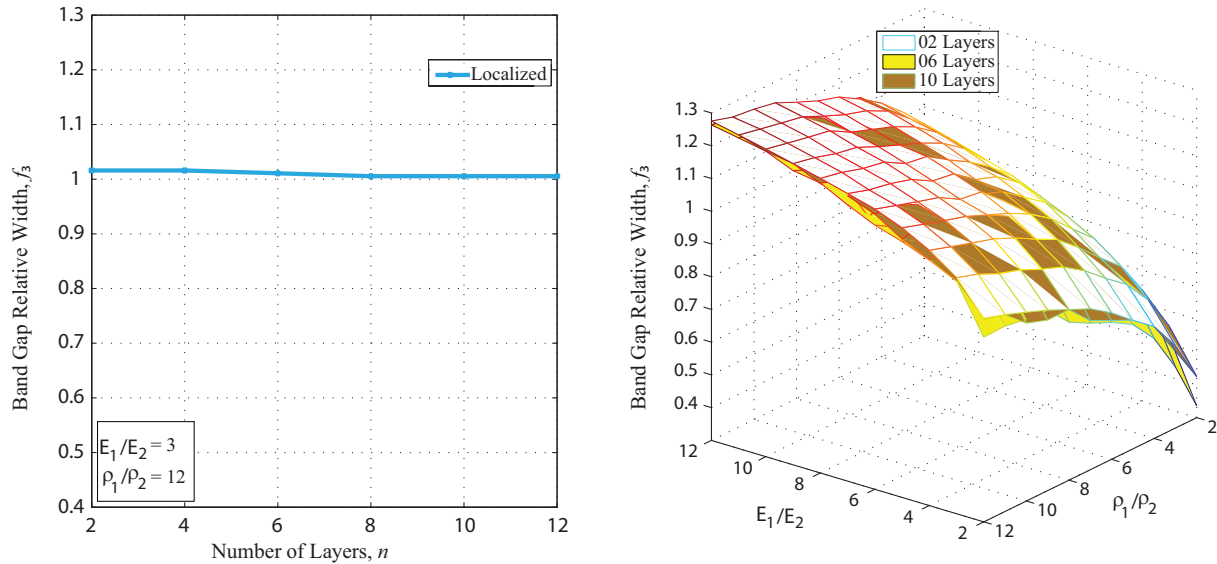 1.3
1.2
1.1
1
0.9
0.8
0.7
0.6
0.5
0.4
Band Gap Relative Width, f₃
Localized
E₁/E₂ = 3
ρ₁/ρ₂ = 12
2 4 6 8 10 12
Number of Layers, n
02 Layers
06 Layers
10 Layers
1.3
1.2
1.1
1
0.9
0.8
0.7
0.6
0.5
0.4
Band Gap Relative Width, f₃
12 10 8 6 4 2
E₁/E₂
12 10 8 6 4 2
ρ₁/ρ₂